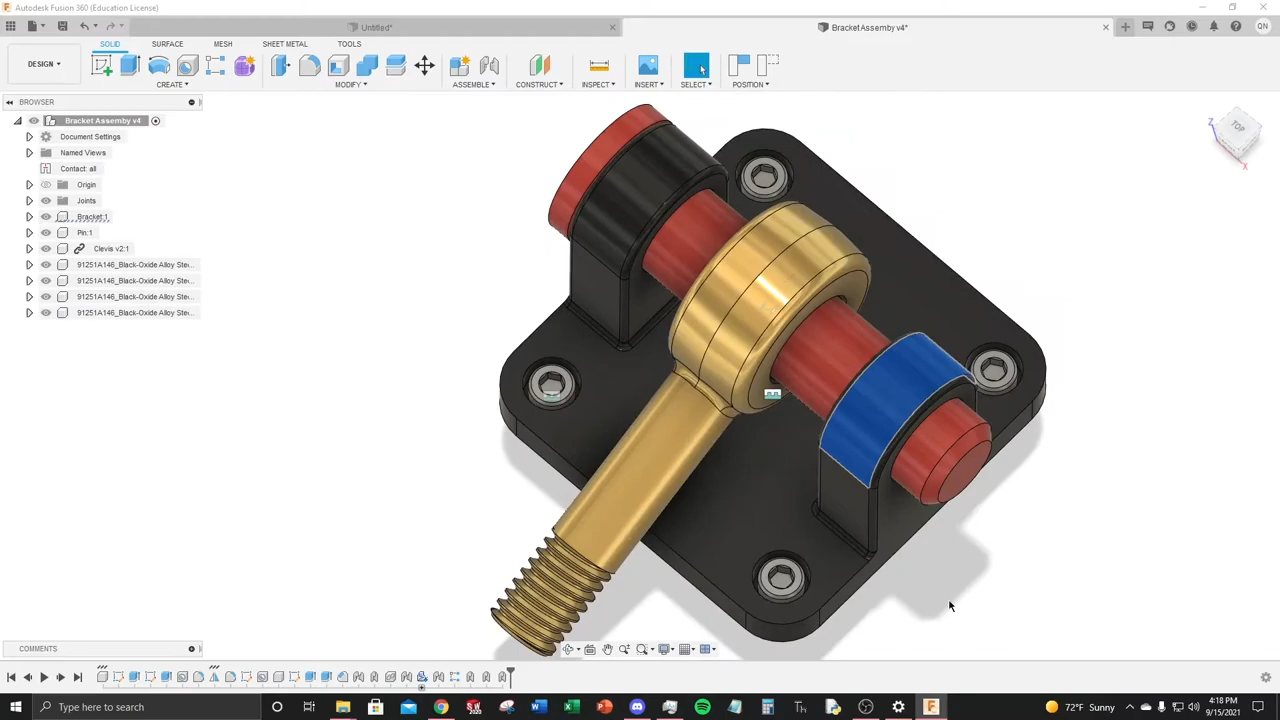 Autodesk Fusion 360 (Education License)
Untitled*
Bracket Assemby v4*
QN
DESIGN
SOLID
SURFACE
MESH
SHEET METAL
TOOLS
CREATE
MODIFY
ASSEMBLE
CONSTRUCT
INSPECT
INSERT
SELECT
POSITION
BROWSER
Bracket Assemby v4
Document Settings
Named Views
Contact: all
Origin
Joints
Bracket:1
Pin:1
Clevis v2:1
91251A146_Black-Oxide Alloy Ste...
91251A146_Black-Oxide Alloy Ste...
91251A146_Black-Oxide Alloy Ste...
91251A146_Black-Oxide Alloy Ste...
Z
TOP
X
COMMENTS
Type here to search
72°F Sunny
4:18 PM
9/15/2021